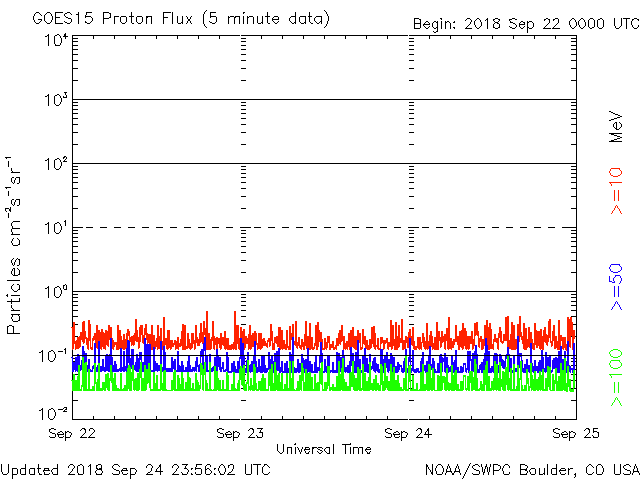 GOES15 Proton Flux (5 minute data)
Begin: 2018 Sep 22 0000 UTC
10⁴
10³
10²
10¹
10⁰
10⁻¹
10⁻²
Particles cm⁻²s⁻¹sr⁻¹
MeV
>=10
>=50
>=100
Sep 22
Sep 23
Sep 24
Sep 25
Universal Time
Updated 2018 Sep 24 23:56:02 UTC
NOAA/SWPC Boulder, CO USA